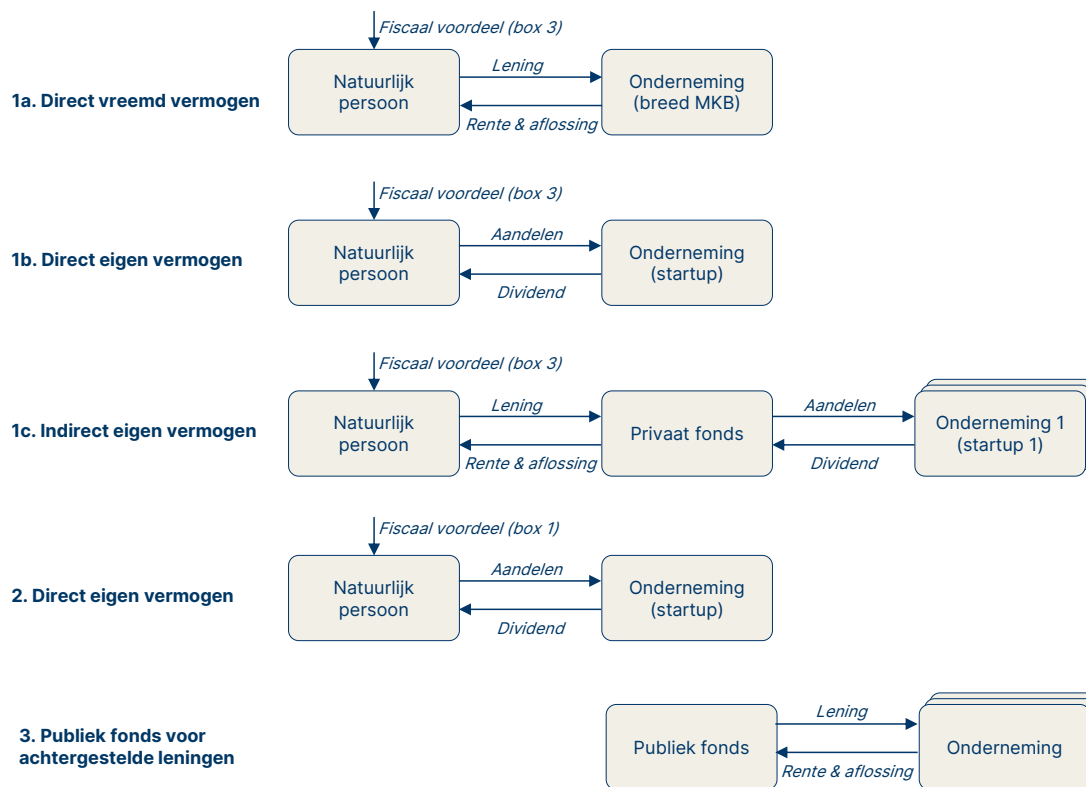 Fiscaal voordeel (box 3)
1a. Direct vreemd vermogen
Natuurlijk
persoon
Lening
Rente & aflossing
Onderneming
(breed MKB)
Fiscaal voordeel (box 3)
1b. Direct eigen vermogen
Natuurlijk
persoon
Aandelen
Dividend
Onderneming
(startup)
Fiscaal voordeel (box 3)
1c. Indirect eigen vermogen
Natuurlijk
persoon
Lening
Rente & aflossing
Privaat fonds
Aandelen
Dividend
Onderneming 1
(startup 1)
Fiscaal voordeel (box 1)
2. Direct eigen vermogen
Natuurlijk
persoon
Aandelen
Dividend
Onderneming
(startup)
3. Publiek fonds voor
achtergestelde leningen
Publiek fonds
Lening
Rente & aflossing
Onderneming